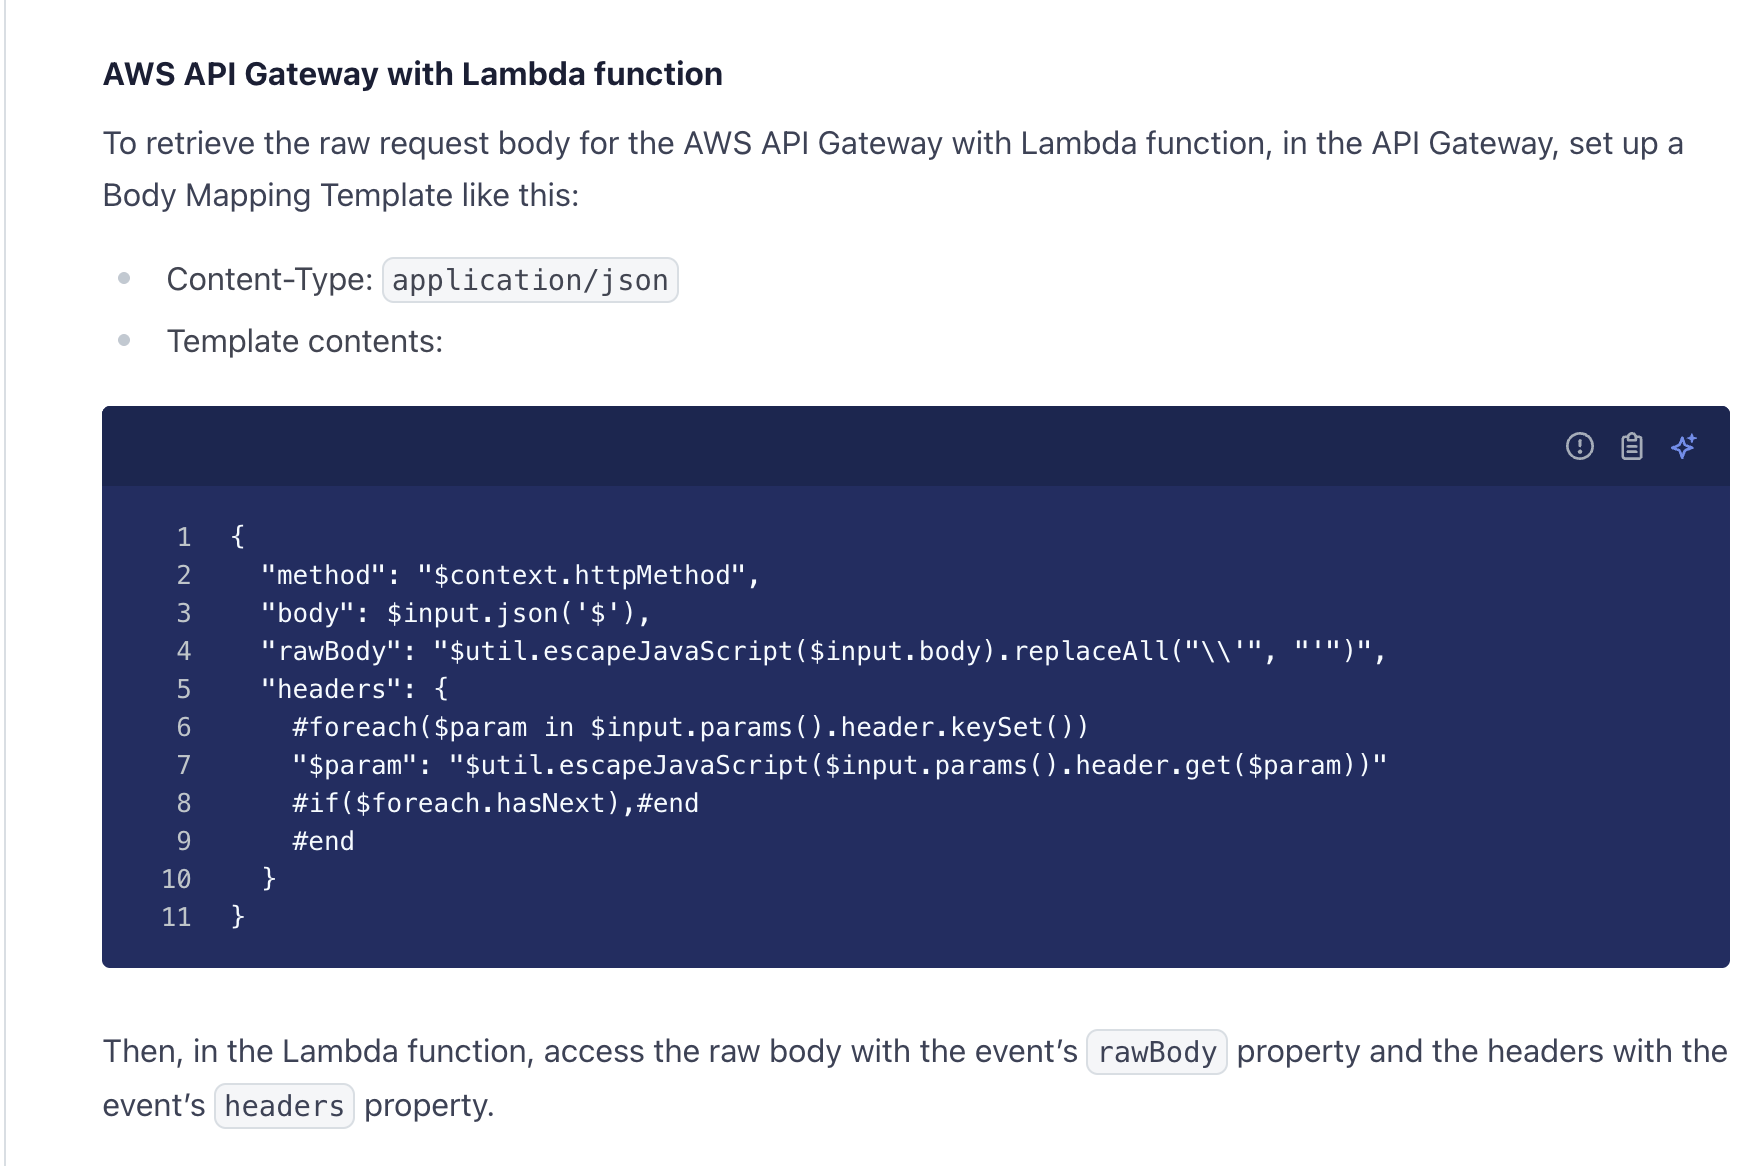 AWS API Gateway with Lambda function
To retrieve the raw request body for the AWS API Gateway with Lambda function, in the API Gateway, set up a
Body Mapping Template like this:
Content-Type: application/json
Template contents:
1 {
2   "method": "$context.httpMethod",
3   "body": $input.json('$'),
4   "rawBody": "$util.escapeJavaScript($input.body).replaceAll("\\'", "'")",
5   "headers": {
6     #foreach($param in $input.params().header.keySet())
7     "$param": "$util.escapeJavaScript($input.params().header.get($param))"
8     #if($foreach.hasNext),#end
9     #end
10   }
11 }
Then, in the Lambda function, access the raw body with the event’s rawBody property and the headers with the
event’s headers property.